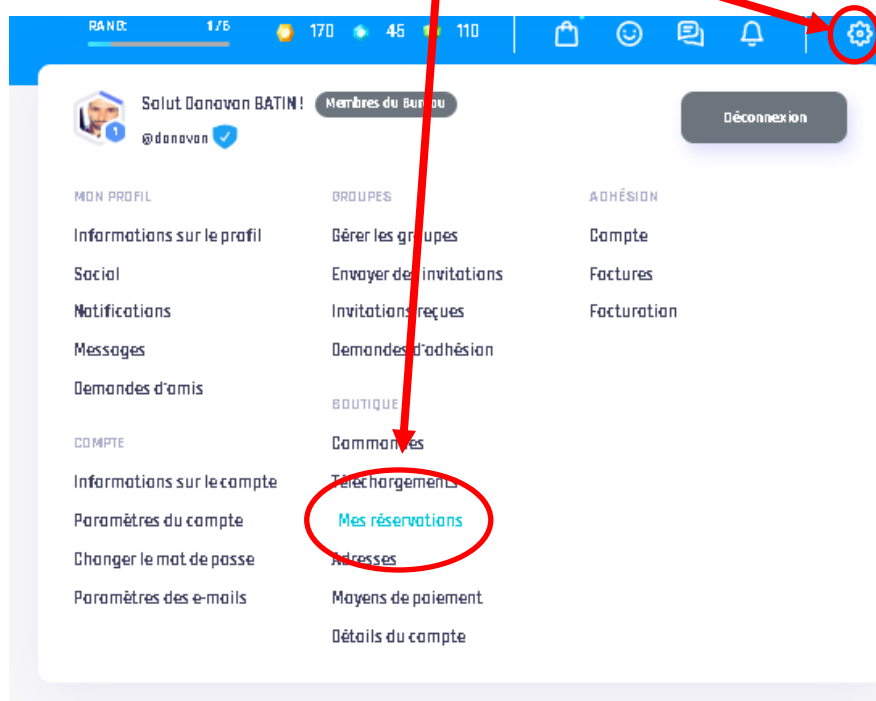 RANG: 1/6 170 45 110
Salut Donovan BATIN ! Membres du Bureau
Déconnexion
@donovan
1
MON PROFIL
Informations sur le profil
Social
Notifications
Messages
Demandes d'amis
COMPTE
Informations sur le compte
Paramètres du compte
Changer le mot de passe
Paramètres des e-mails
GROUPES
Gérer les groupes
Envoyer des invitations
Invitations reçues
Demandes d'adhésion
BOUTIQUE
Commandes
Téléchargements
Mes réservations
Adresses
Moyens de paiement
Détails du compte
ADHÉSION
Compte
Factures
Facturation